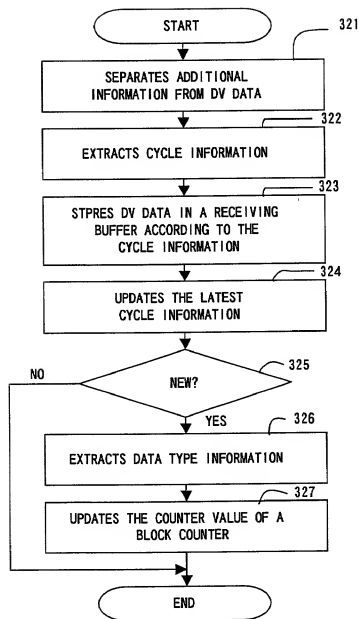 START
321
SEPARATES ADDITIONAL
INFORMATION FROM DV DATA
322
EXTRACTS CYCLE INFORMATION
323
STPRES DV DATA IN A RECEIVING
BUFFER ACCORDING TO THE
CYCLE INFORMATION
324
UPDATES THE LATEST
CYCLE INFORMATION
325
NO
NEW?
YES
326
EXTRACTS DATA TYPE INFORMATION
327
UPDATES THE COUNTER VALUE OF A
BLOCK COUNTER
END